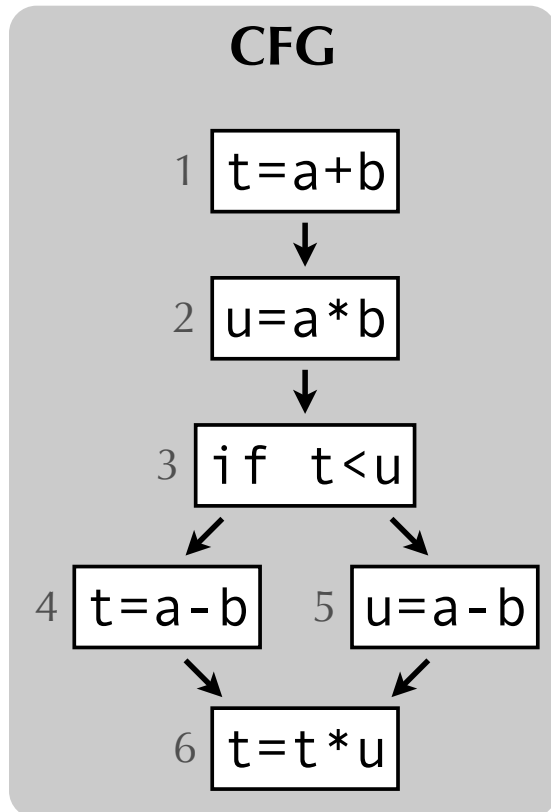 CFG
1 t=a+b
2 u=a*b
3 if t<u
4 t=a-b 5 u=a-b
6 t=t*u